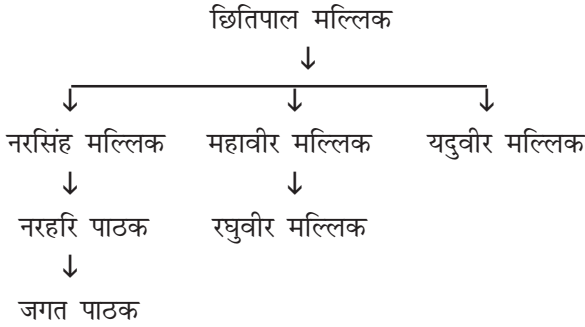 छितिपाल मल्लिक
नरसिंह मल्लिक महावीर मल्लिक यदुवीर मल्लिक
नरहरि पाठक रघुवीर मल्लिक
जगत पाठक